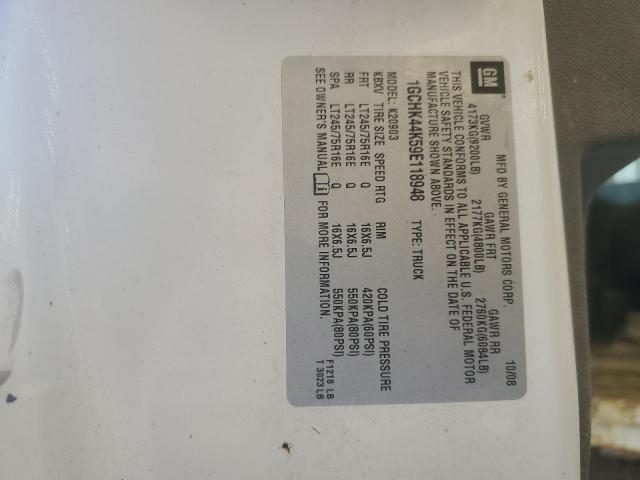 GM
MFD BY GENERAL MOTORS CORP. 10/08
GVWR GAWR FRT GAWR RR
4173KG(9200LB) 2177KG(4800LB) 2760KG(6084LB)
THIS VEHICLE CONFORMS TO ALL APPLICABLE U.S. FEDERAL MOTOR
VEHICLE SAFETY STANDARDS IN EFFECT ON THE DATE OF
MANUFACTURE SHOWN ABOVE.
1GCHK44K59E118948 TYPE: TRUCK
MODEL: K20903
KBXV TIRE SIZE SPEED RTG RIM COLD TIRE PRESSURE
FRT LT245/75R16E Q 16X6.5J 420KPA(60PSI)
RR LT245/75R16E Q 16X6.5J 550KPA(80PSI)
SPA LT245/75R16E Q 16X6.5J 550KPA(80PSI)
SEE OWNER'S MANUAL i FOR MORE INFORMATION.
F1218 LB
T 3023 LB